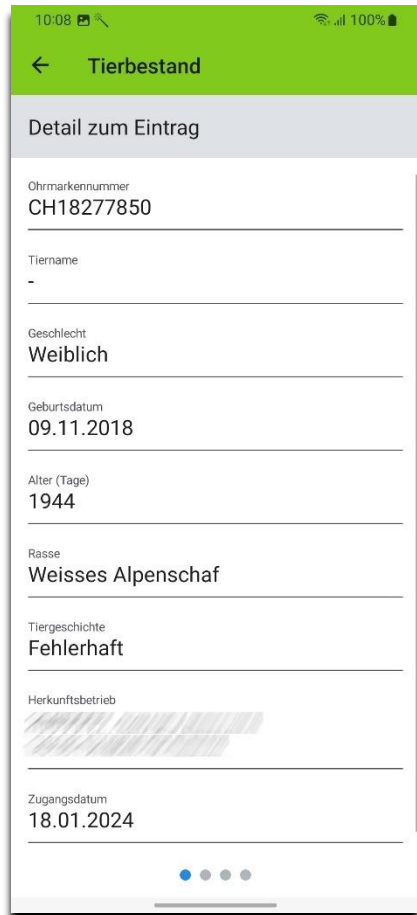 10:08 100%
Tierbestand
Detail zum Eintrag
Ohrmarkennummer
CH18277850
Tiername
-
Geschlecht
Weiblich
Geburtsdatum
09.11.2018
Alter (Tage)
1944
Rasse
Weisses Alpenschaf
Tiergeschichte
Fehlerhaft
Herkunftsbetrieb
Zugangsdatum
18.01.2024